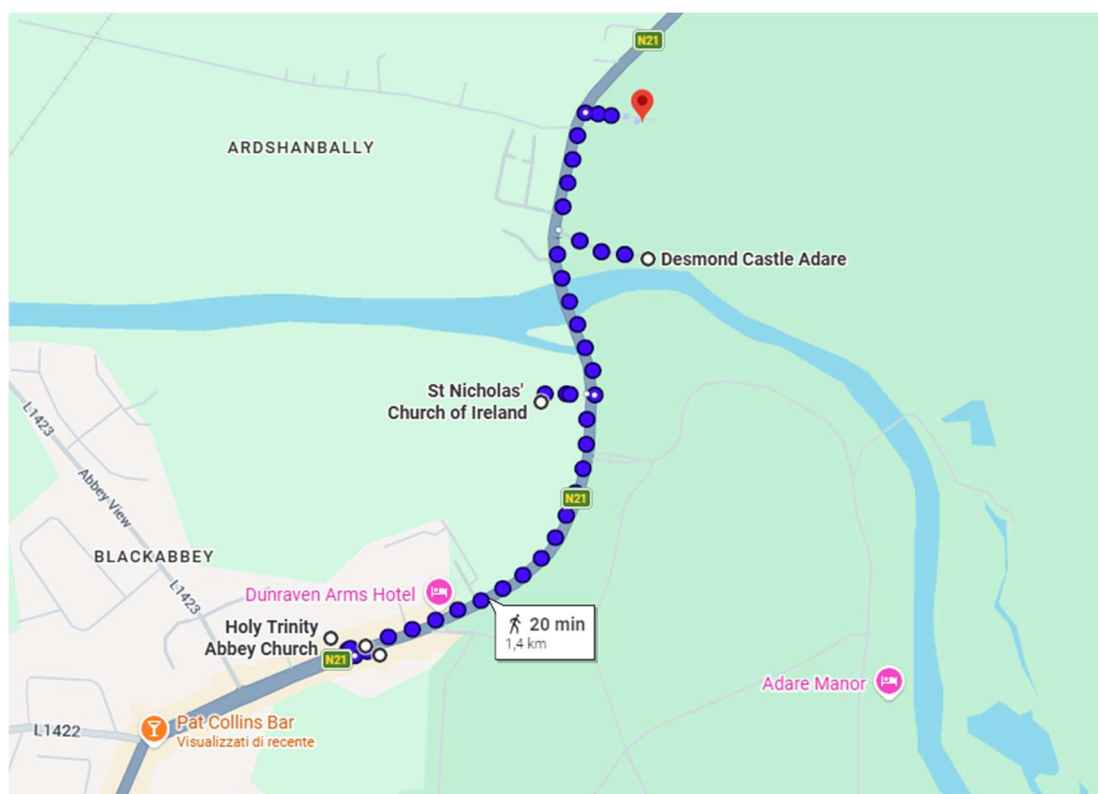 N21
ARDSHANBALLY
Desmond Castle Adare
St Nicholas'
Church of Ireland
L1423
Abbey View
N21
BLACKABBEY
L1423
Dunraven Arms Hotel
20 min
1,4 km
Holy Trinity
Abbey Church
N21
Adare Manor
Pat Collins Bar
Visualizzati di recente
L1422